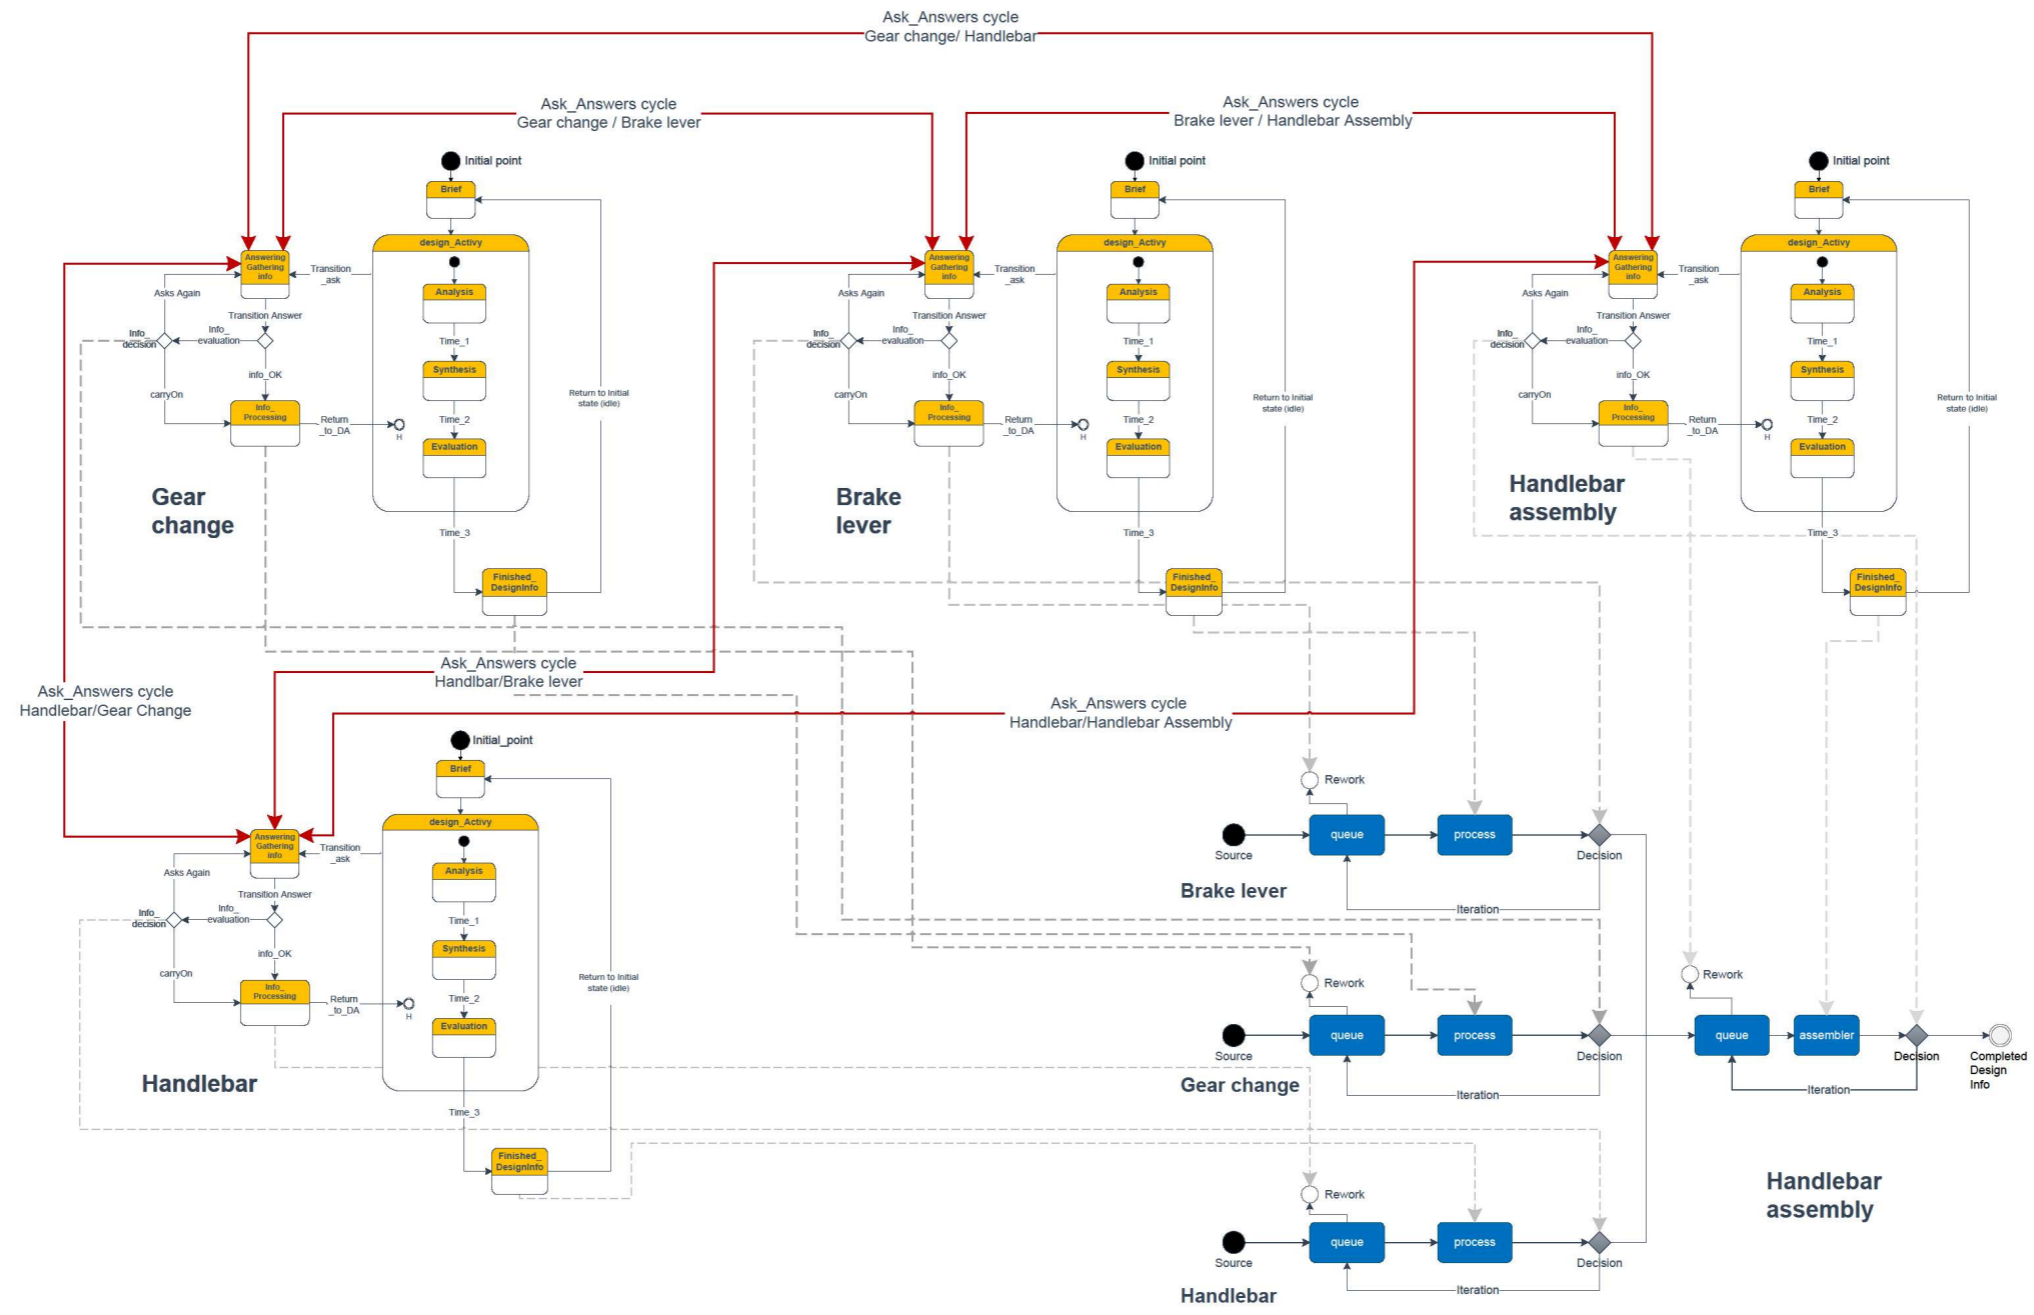 Ask_Answers cycle
Gear change/ Handlebar
Ask_Answers cycle
Gear change / Brake lever
Ask_Answers cycle
Brake lever / Handlebar Assembly
Initial point
Brief
design_Activy
Answering
Gathering
info
Transition
_ask
Asks Again
Analysis
Transition Answer
Info_
decision
Info_
evaluation
Time_1
Synthesis
info_OK
carryOn
Info_
Processing
Return
_to_DA
H
Time_2
Evaluation
Return to Initial
state (idle)
Gear
change
Time_3
Finished_
DesignInfo
Initial point
Brief
design_Activy
Answering
Gathering
info
Transition
_ask
Asks Again
Analysis
Transition Answer
Info_
decision
Info_
evaluation
Time_1
Synthesis
info_OK
carryOn
Info_
Processing
Return
_to_DA
H
Time_2
Evaluation
Return to Initial
state (idle)
Brake
lever
Time_3
Finished_
DesignInfo
Initial point
Brief
design_Activy
Answering
Gathering
info
Transition
_ask
Asks Again
Analysis
Transition Answer
Info_
decision
Info_
evaluation
Time_1
Synthesis
info_OK
carryOn
Info_
Processing
Return
_to_DA
H
Time_2
Evaluation
Return to Initial
state (idle)
Handlebar
assembly
Time_3
Finished_
DesignInfo
Ask_Answers cycle
Handlebar/Gear Change
Ask_Answers cycle
Handlbar/Brake lever
Ask_Answers cycle
Handlebar/Handlebar Assembly
Initial_point
Brief
design_Activy
Answering
Gathering
info
Transition
_ask
Asks Again
Analysis
Transition Answer
Info_
decision
Info_
evaluation
Time_1
Synthesis
info_OK
carryOn
Info_
Processing
Return
_to_DA
H
Time_2
Evaluation
Return to Initial
state (idle)
Handlebar
Time_3
Finished_
DesignInfo
Rework
Source
queue
process
Decision
Brake lever
Iteration
Rework
Source
queue
process
Decision
Gear change
Iteration
Rework
queue
assembler
Decision
Completed
Design
Info
Iteration
Handlebar
assembly
Rework
Source
queue
process
Decision
Handlebar
Iteration